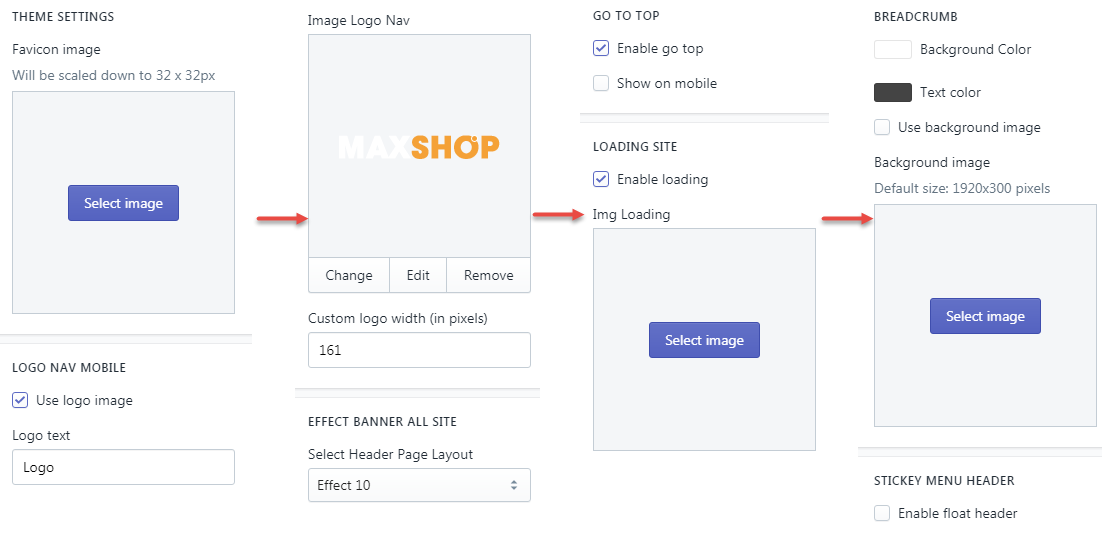 THEME SETTINGS
Favicon image
Will be scaled down to 32 x 32px
Select image
LOGO NAV MOBILE
Use logo image
Logo text
Logo
Image Logo Nav
MAXSHOP
Change Edit Remove
Custom logo width (in pixels)
161
EFFECT BANNER ALL SITE
Select Header Page Layout
Effect 10
GO TO TOP
Enable go top
Show on mobile
LOADING SITE
Enable loading
Img Loading
Select image
BREADCRUMB
Background Color
Text color
Use background image
Background image
Default size: 1920x300 pixels
Select image
STICKEY MENU HEADER
Enable float header